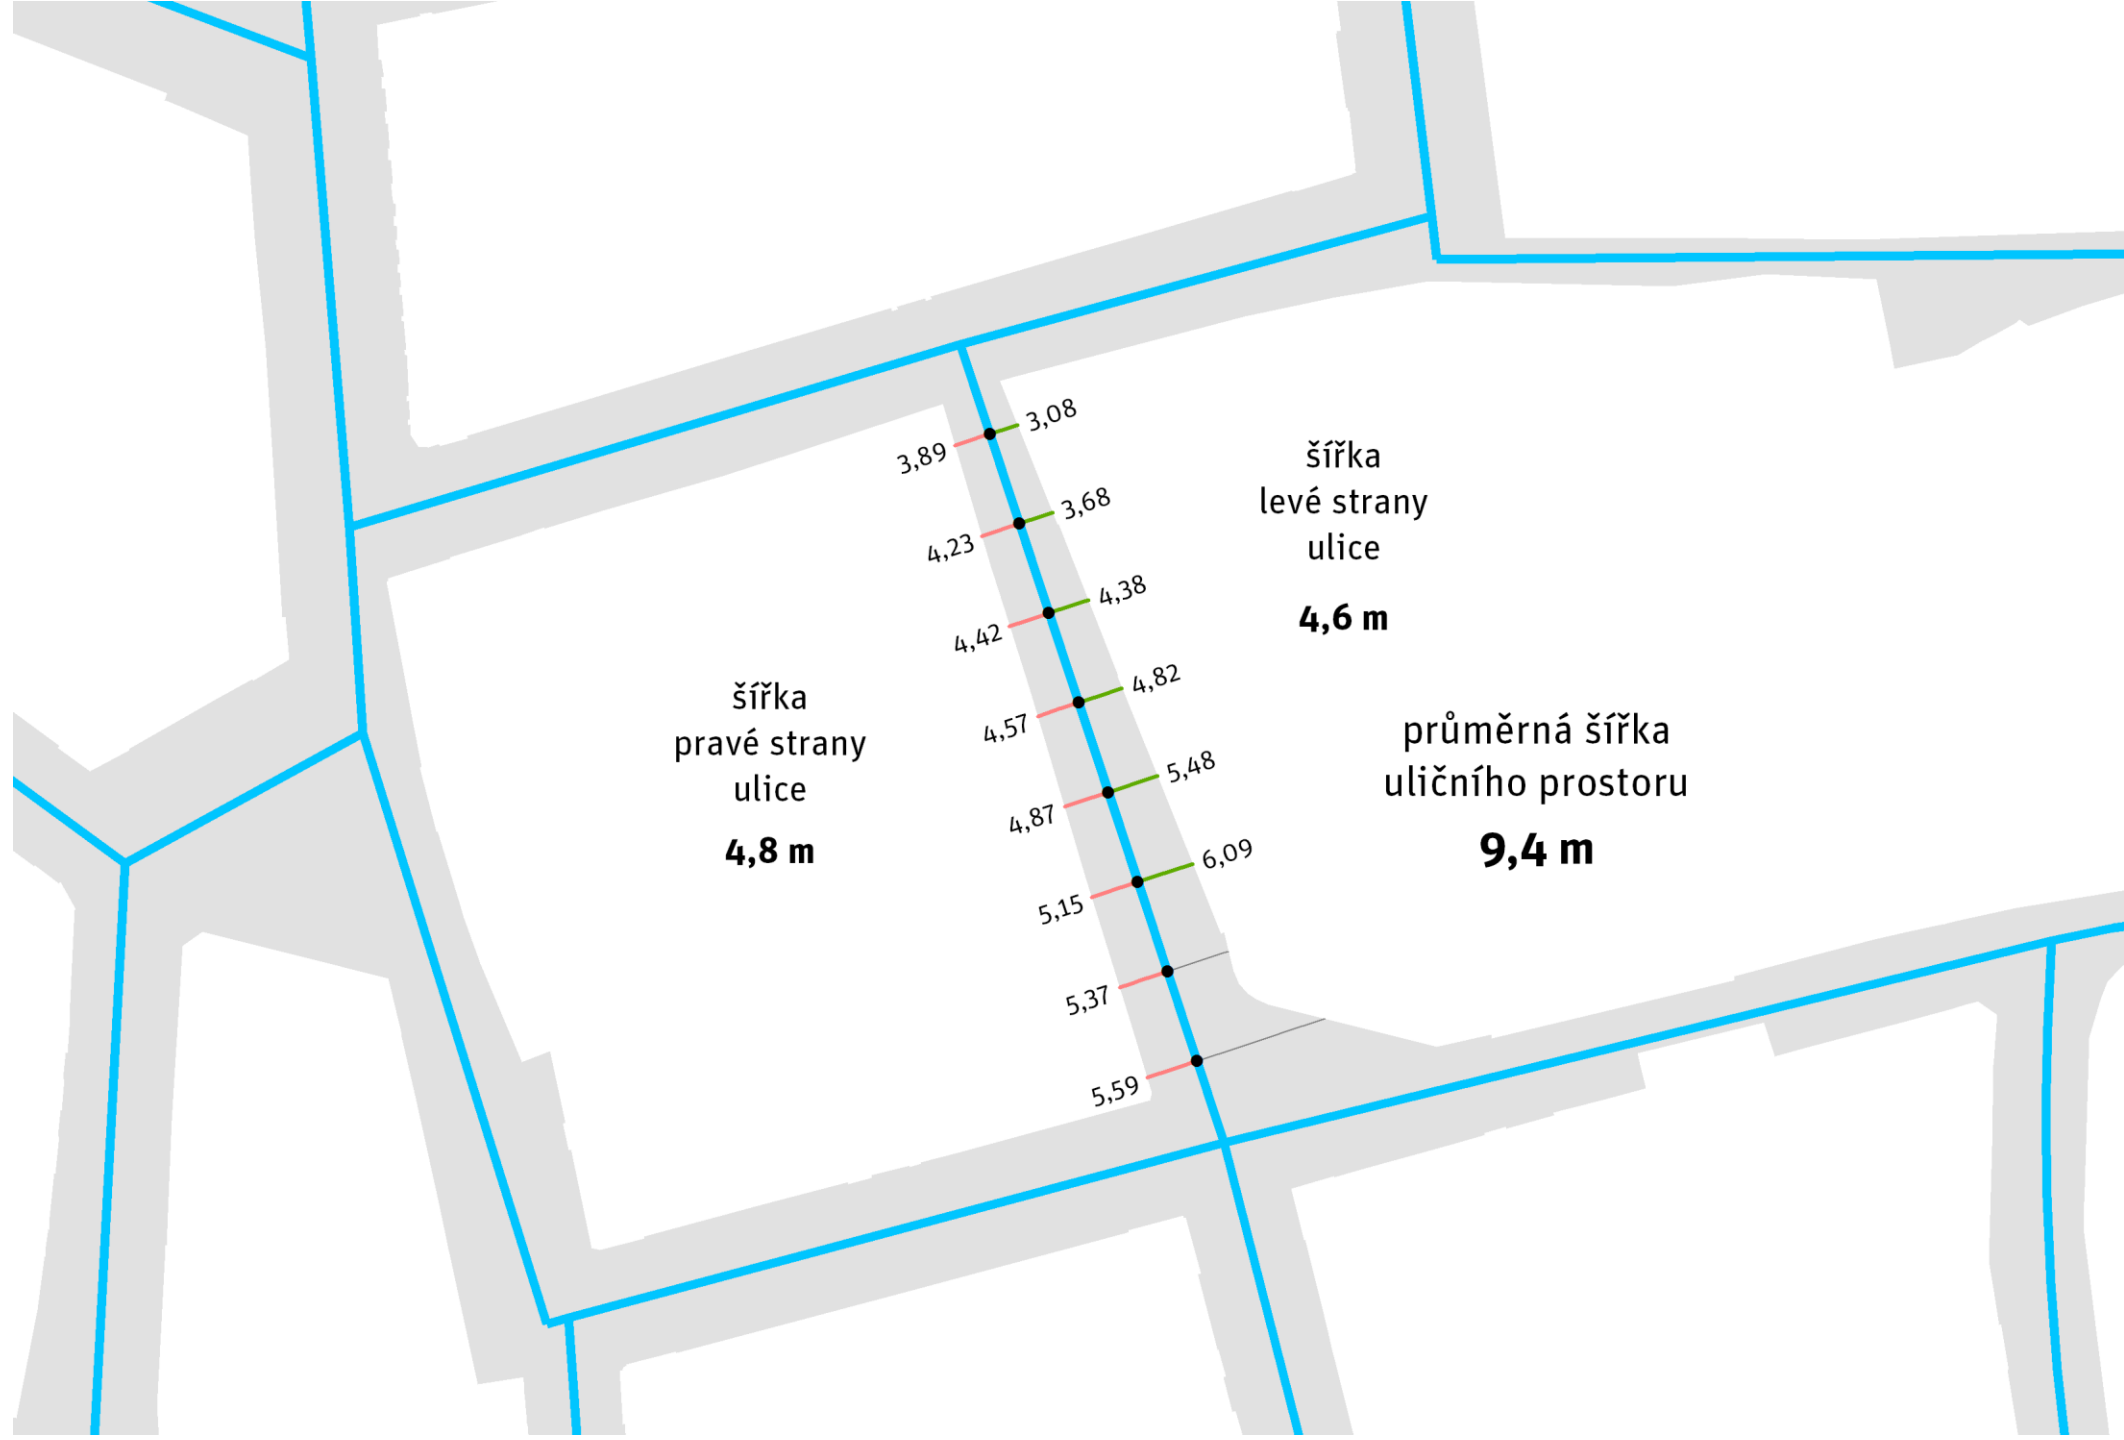 3,08
3,89
3,68
4,23
4,38
4,42
4,82
4,57
5,48
4,87
6,09
5,15
5,37
5,59
šířka
levé strany
ulice
4,6 m
šířka
pravé strany
ulice
4,8 m
průměrná šířka
uličního prostoru
9,4 m